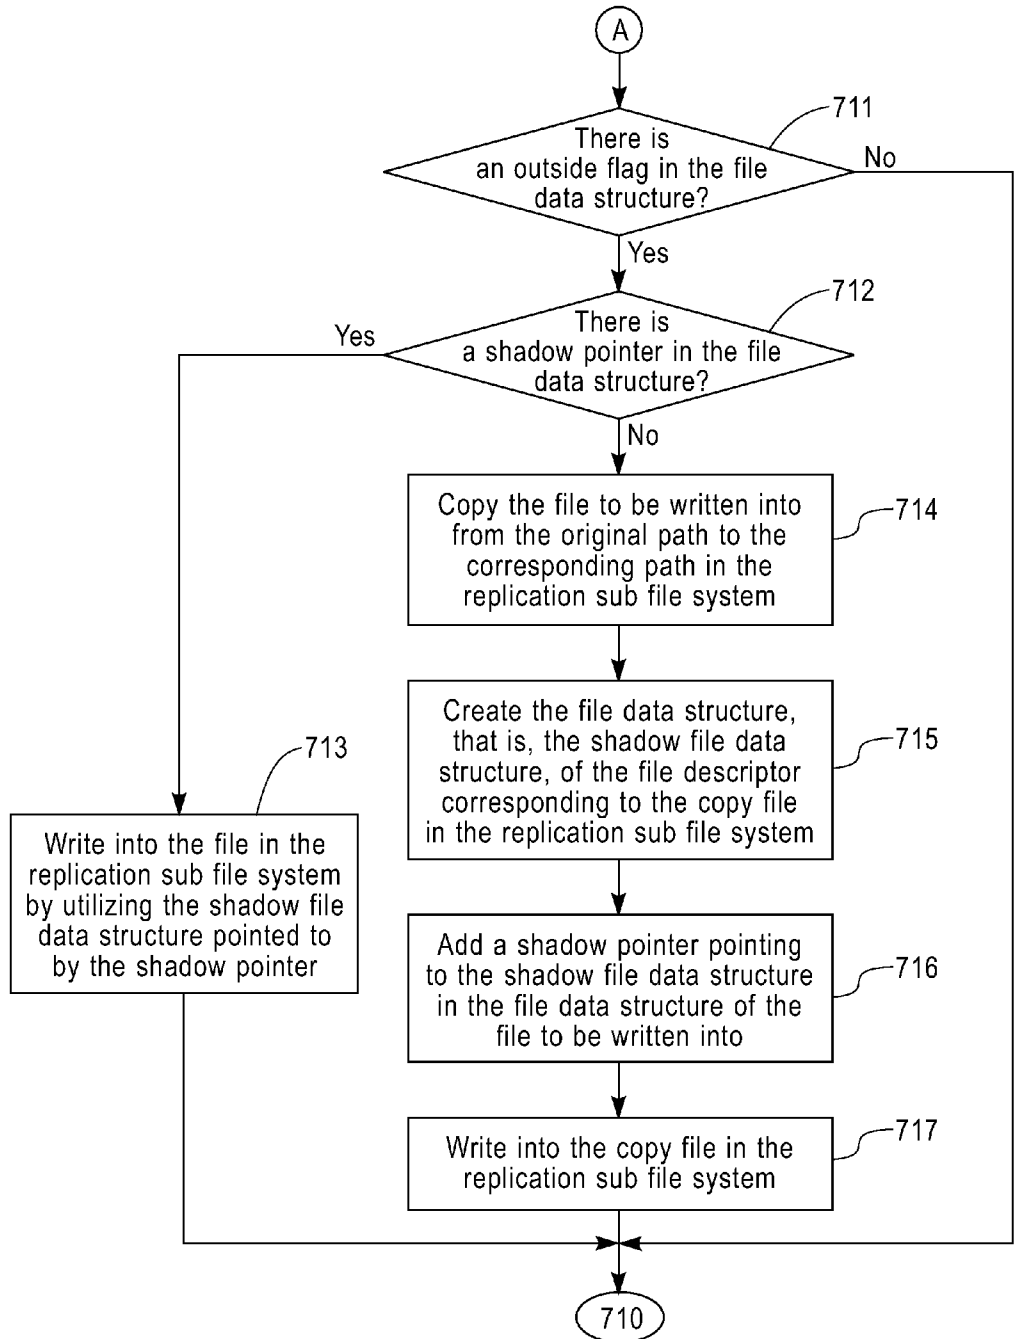 A
711
There is
an outside flag in the file
data structure?
No
Yes
712
There is
a shadow pointer in the file
data structure?
Yes
No
Copy the file to be written into
from the original path to the
corresponding path in the
replication sub file system
714
Create the file data structure,
that is, the shadow file data
structure, of the file descriptor
corresponding to the copy file
in the replication sub file system
715
713
Write into the file in the
replication sub file system
by utilizing the shadow file
data structure pointed to
by the shadow pointer
Add a shadow pointer pointing
to the shadow file data structure
in the file data structure of the
file to be written into
716
Write into the copy file in the
replication sub file system
717
710